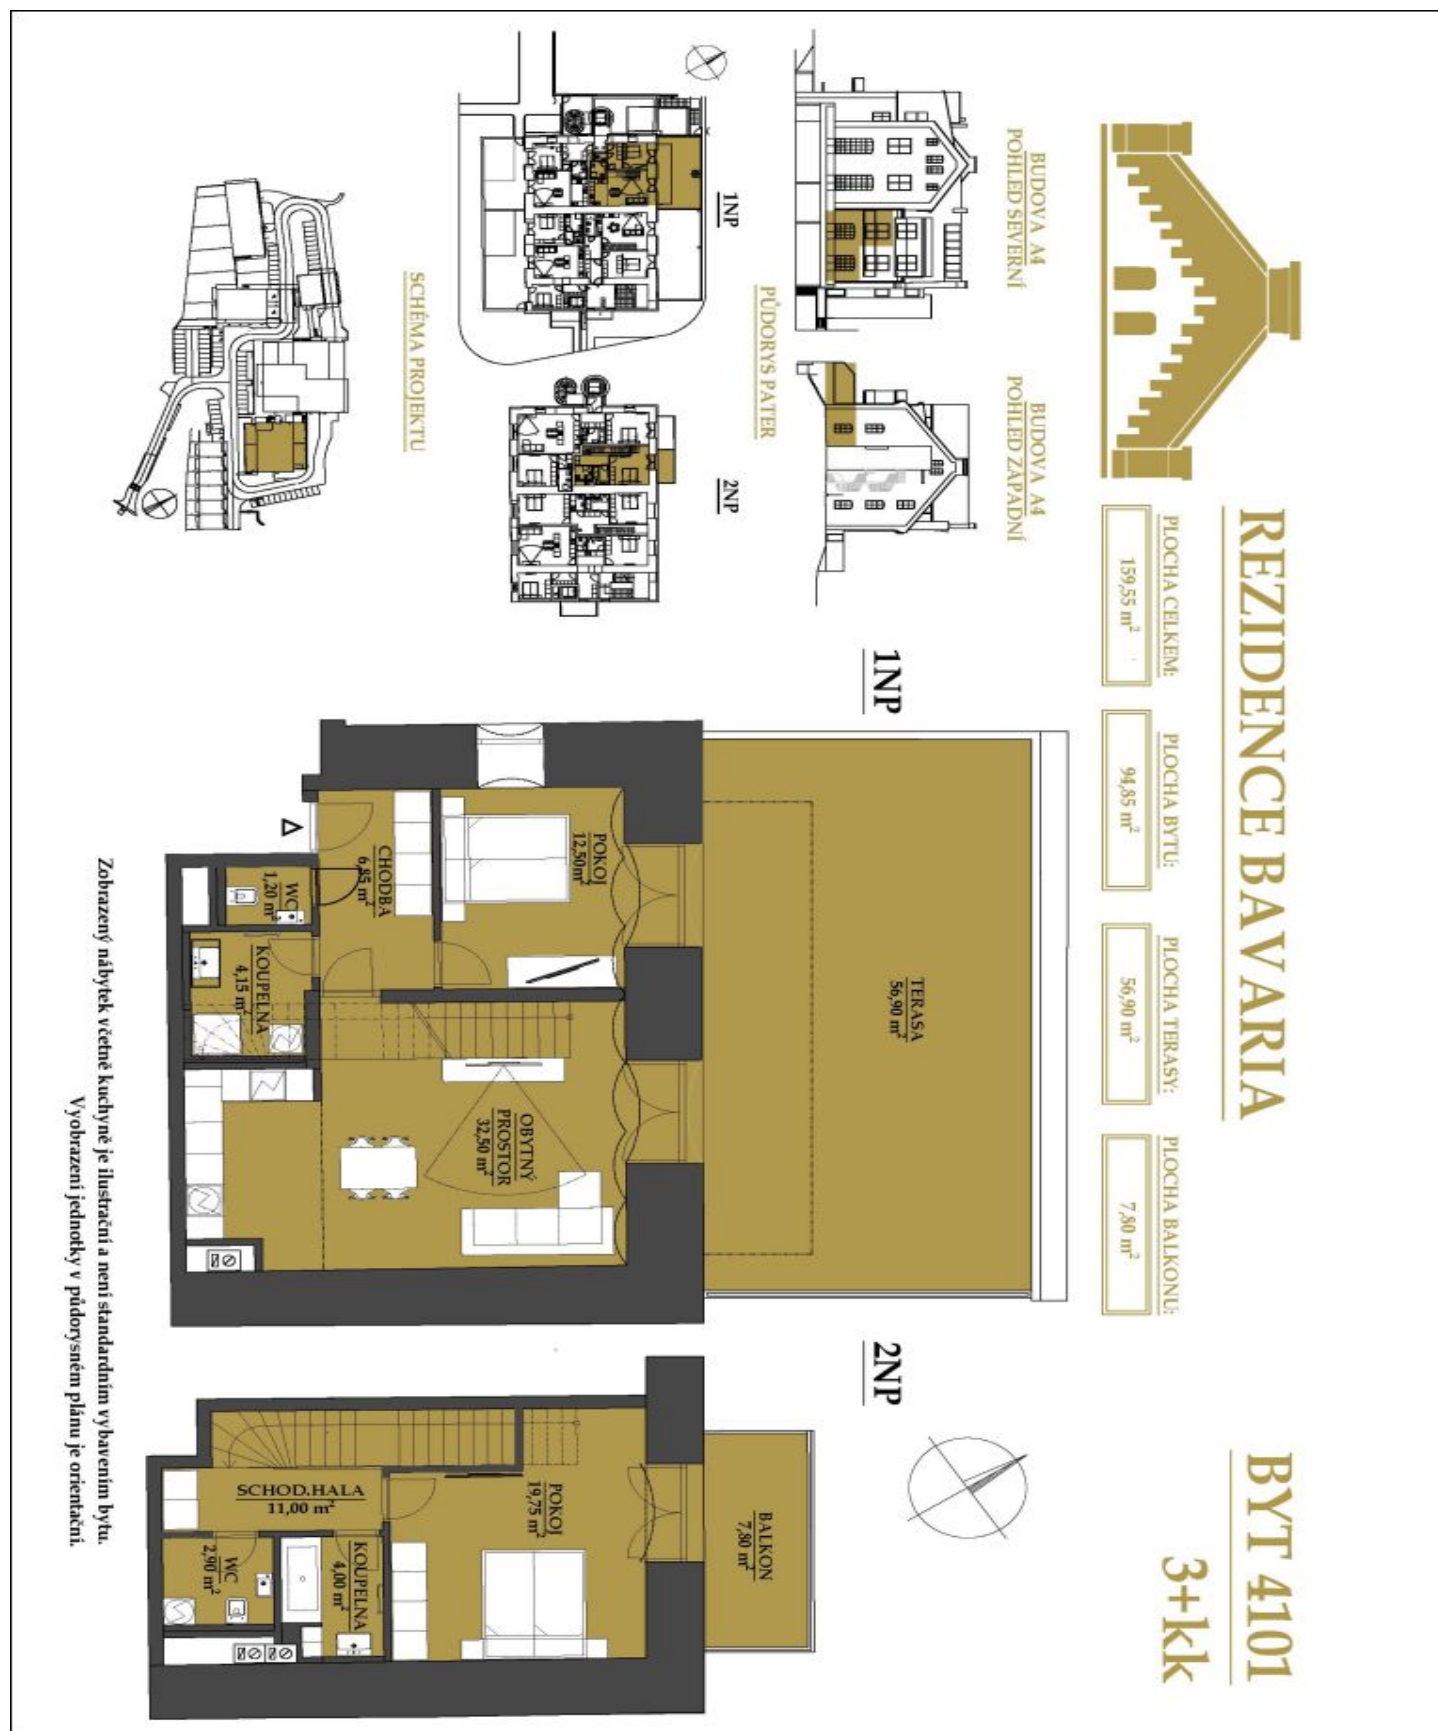 REZIDENCE BAVARIA
BYT 4101
3+kk
PLOCHA CELKEM:
159,55 m²
PLOCHA BYTU:
94,85 m²
PLOCHA TERASY:
56,90 m²
PLOCHA BALKONU:
7,80 m²
BUDOVA A4
POHLED SEVERNÍ
BUDOVA A4
POHLED ZÁPADNÍ
PŮDORYS PATER
1NP
2NP
SCHÉMA PROJEKTU
1NP
TERASA
56,90 m²
POKOJ
12,50m²
CHODBA
6,85 m²
WC
1,20 m²
KOUPELNA
4,15 m²
OBYTNÝ
PROSTOR
32,50 m²
2NP
BALKON
7,80 m²
POKOJ
19,75 m²
SCHOD.HALA
11,00 m²
KOUPELNA
4,00 m²
WC
2,90 m²
Zobrazený nábytek včetně kuchyně je ilustrační a není standardním vybavením bytu.
Vyobrazení jednotky v půdorysném plánu je orientační.